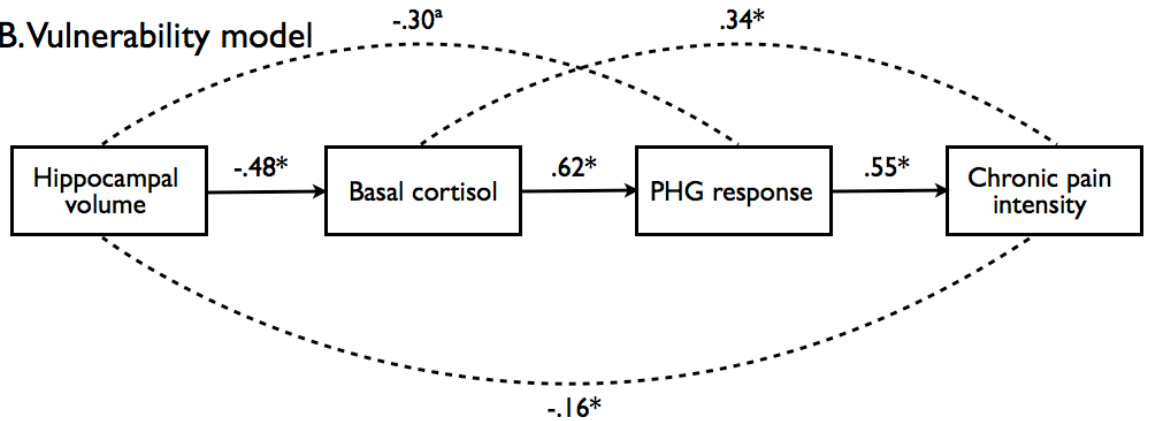 -.30ª
.34*
B. Vulnerability model
Hippocampal
volume
-.48*
Basal cortisol
.62*
PHG response
.55*
Chronic pain
intensity
-.16*